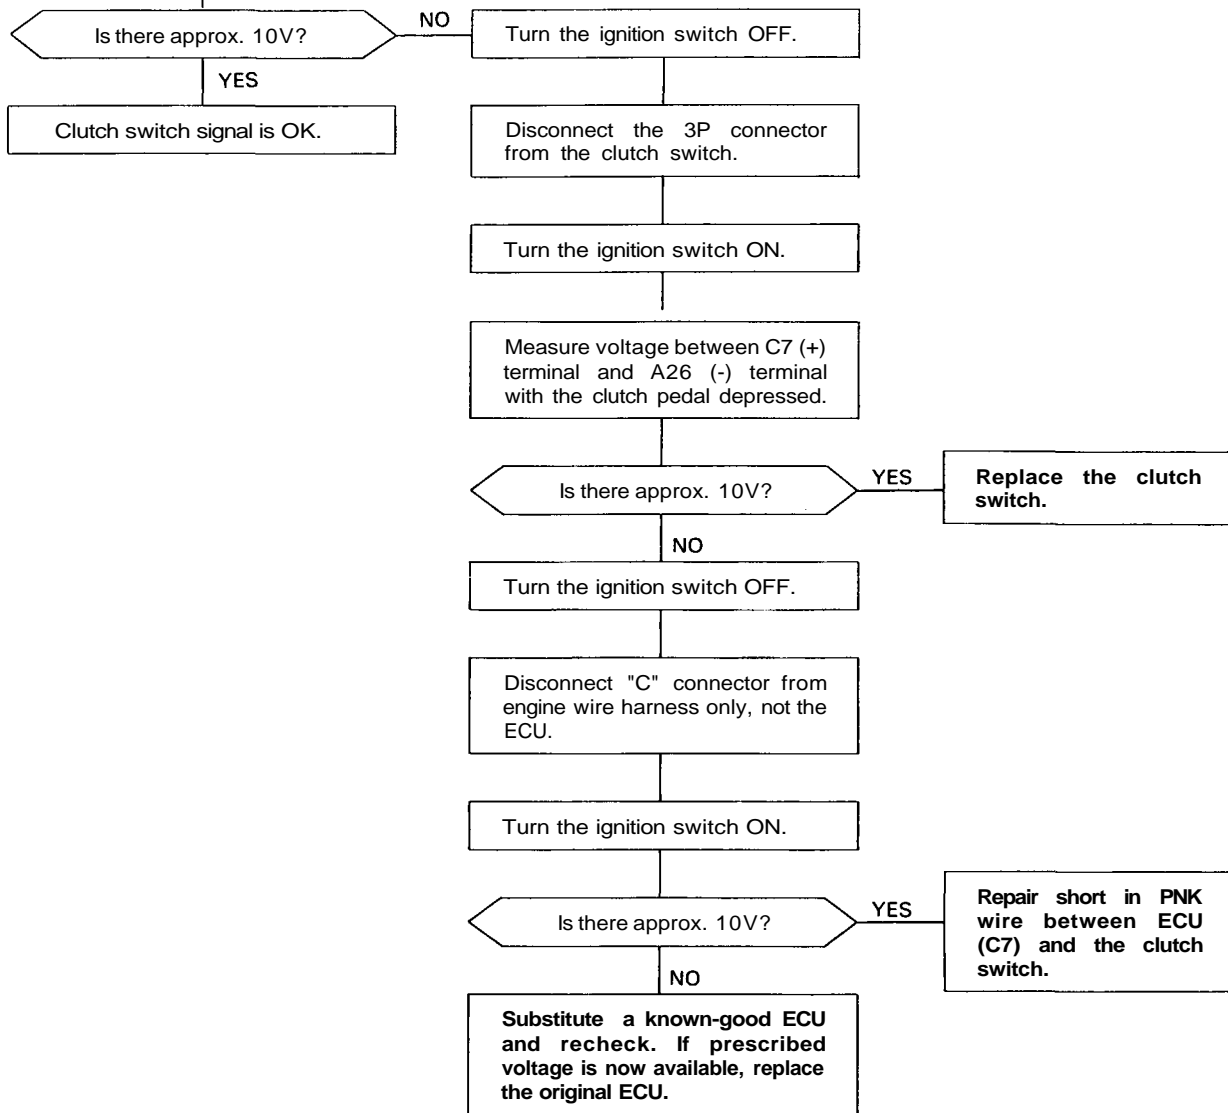 Is there approx. 10V?
NO
Turn the ignition switch OFF.
YES
Clutch switch signal is OK.
Disconnect the 3P connector
from the clutch switch.
Turn the ignition switch ON.
Measure voltage between C7 (+)
terminal and A26 (-) terminal
with the clutch pedal depressed.
Is there approx. 10V?
YES
Replace the clutch
switch.
NO
Turn the ignition switch OFF.
Disconnect "C" connector from
engine wire harness only, not the
ECU.
Turn the ignition switch ON.
Is there approx. 10V?
YES
Repair short in PNK
wire between ECU
(C7) and the clutch
switch.
NO
Substitute a known-good ECU
and recheck. If prescribed
voltage is now available, replace
the original ECU.